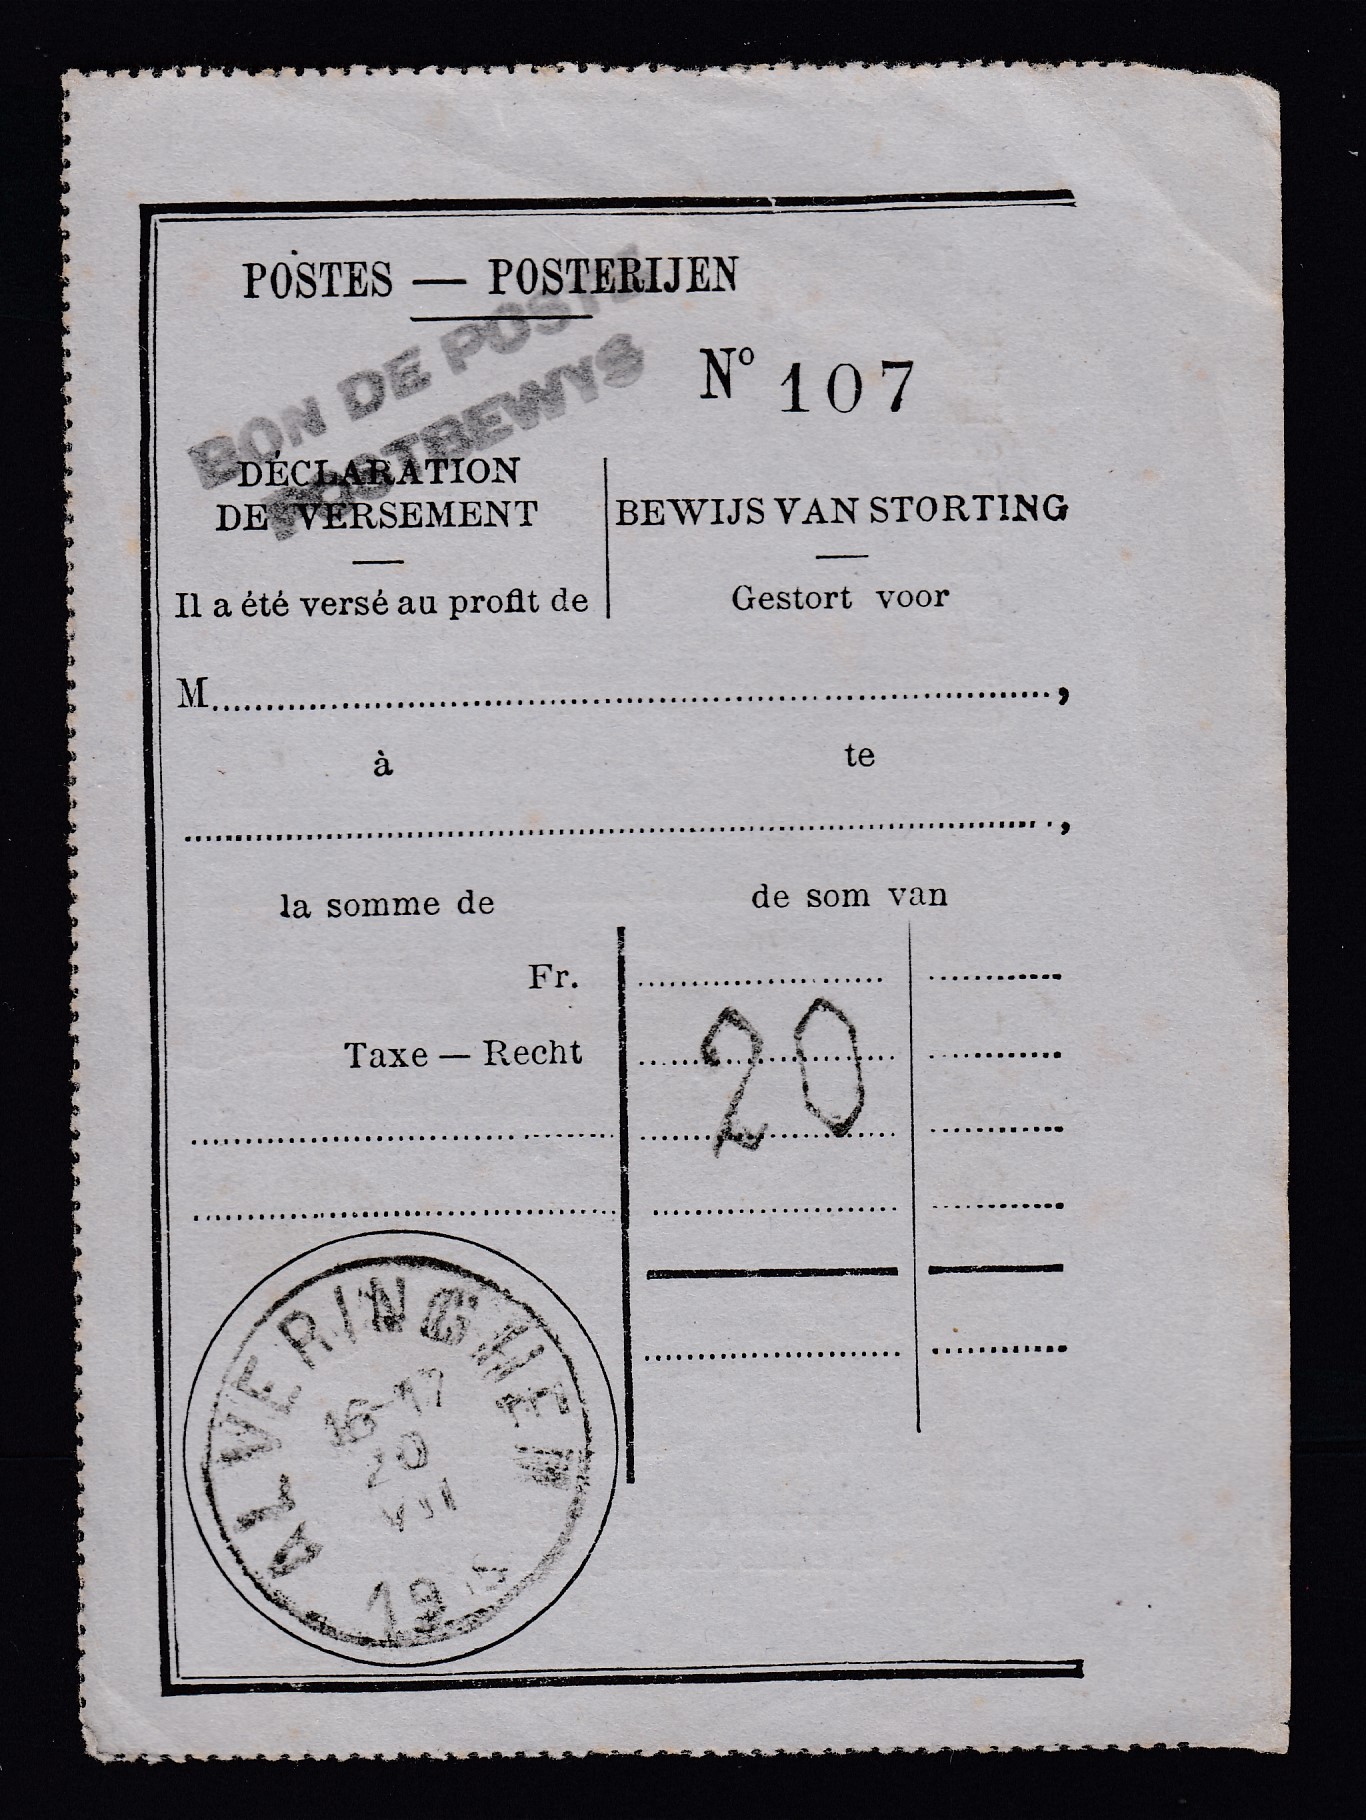 POSTES — POSTERIJEN
BON DE POSTE
POSTBEWYS
Nº 107
DÉCLARATION
DE VERSEMENT
BEWIJS VAN STORTING
Il a été versé au profit de
Gestort voor
M ,
à te
,
la somme de de som van
Fr.
Taxe — Recht
20
ALVERINGHEM
16-17
20
VII